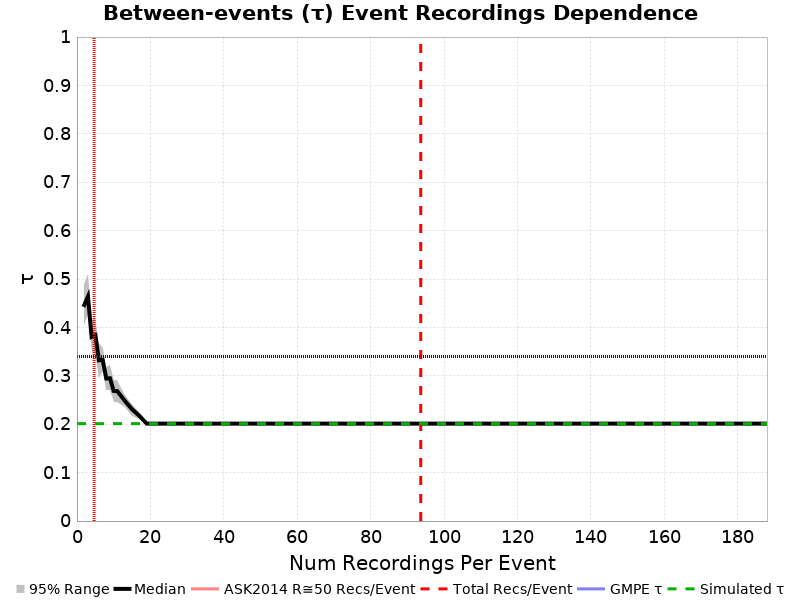 Between-events (τ) Event Recordings Dependence
1
0.9
0.8
0.7
0.6
0.5
0.4
0.3
0.2
0.1
0
τ
0 20 40 60 80 100 120 140 160 180
Num Recordings Per Event
95% Range Median ASK2014 R≅50 Recs/Event Total Recs/Event GMPE τ Simulated τ